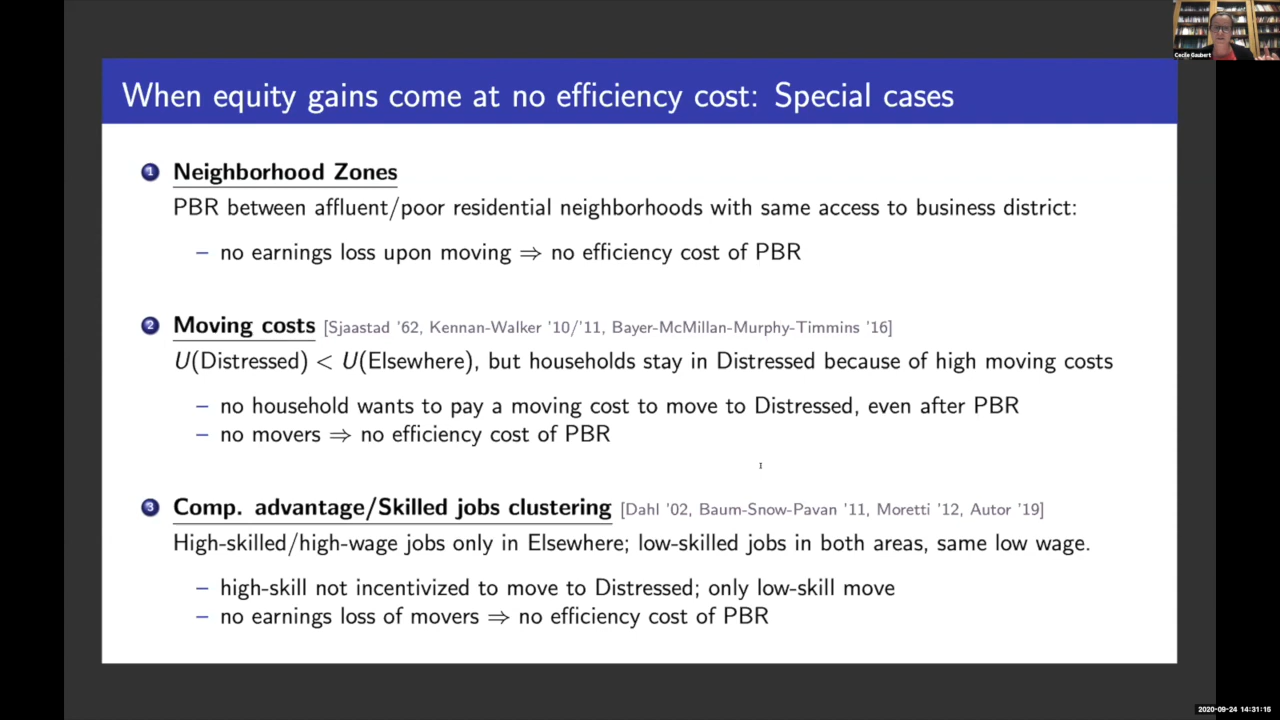 Cecile Gaubert
When equity gains come at no efficiency cost: Special cases
1 Neighborhood Zones
PBR between affluent/poor residential neighborhoods with same access to business district:
– no earnings loss upon moving ⇒ no efficiency cost of PBR
2 Moving costs [Sjaastad '62, Kennan-Walker '10/'11, Bayer-McMillan-Murphy-Timmins '16]
U(Distressed) < U(Elsewhere), but households stay in Distressed because of high moving costs
– no household wants to pay a moving cost to move to Distressed, even after PBR
– no movers ⇒ no efficiency cost of PBR
3 Comp. advantage/Skilled jobs clustering [Dahl '02, Baum-Snow-Pavan '11, Moretti '12, Autor '19]
High-skilled/high-wage jobs only in Elsewhere; low-skilled jobs in both areas, same low wage.
– high-skill not incentivized to move to Distressed; only low-skill move
– no earnings loss of movers ⇒ no efficiency cost of PBR
2020-09-24 14:31:15